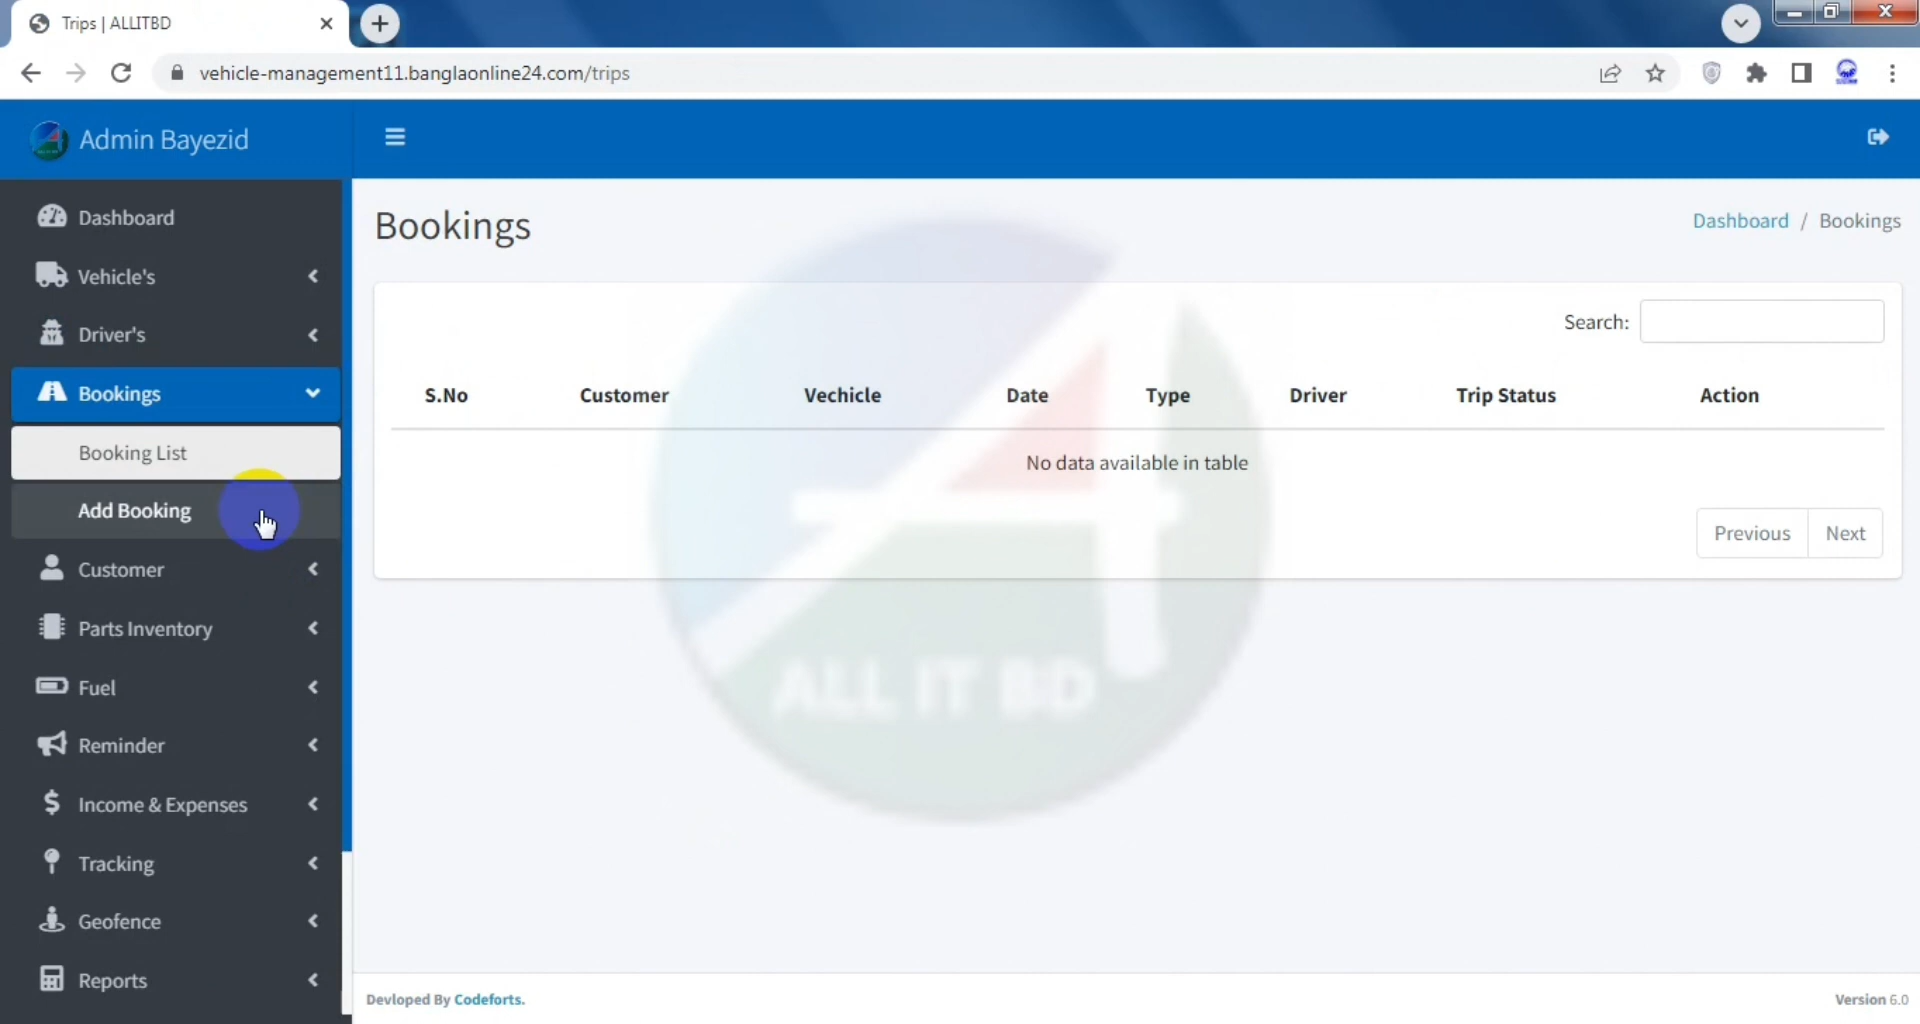 Trips | ALLITBD
vehicle-management11.banglaonline24.com/trips
Admin Bayezid
Dashboard
Vehicle's
Driver's
Bookings
Booking List
Add Booking
Customer
Parts Inventory
Fuel
Reminder
Income & Expenses
Tracking
Geofence
Reports
Bookings
Dashboard / Bookings
Search:
S.No Customer Vechicle Date Type Driver Trip Status Action
No data available in table
Previous Next
ALL IT BD
Devloped By Codeforts.
Version 6.0